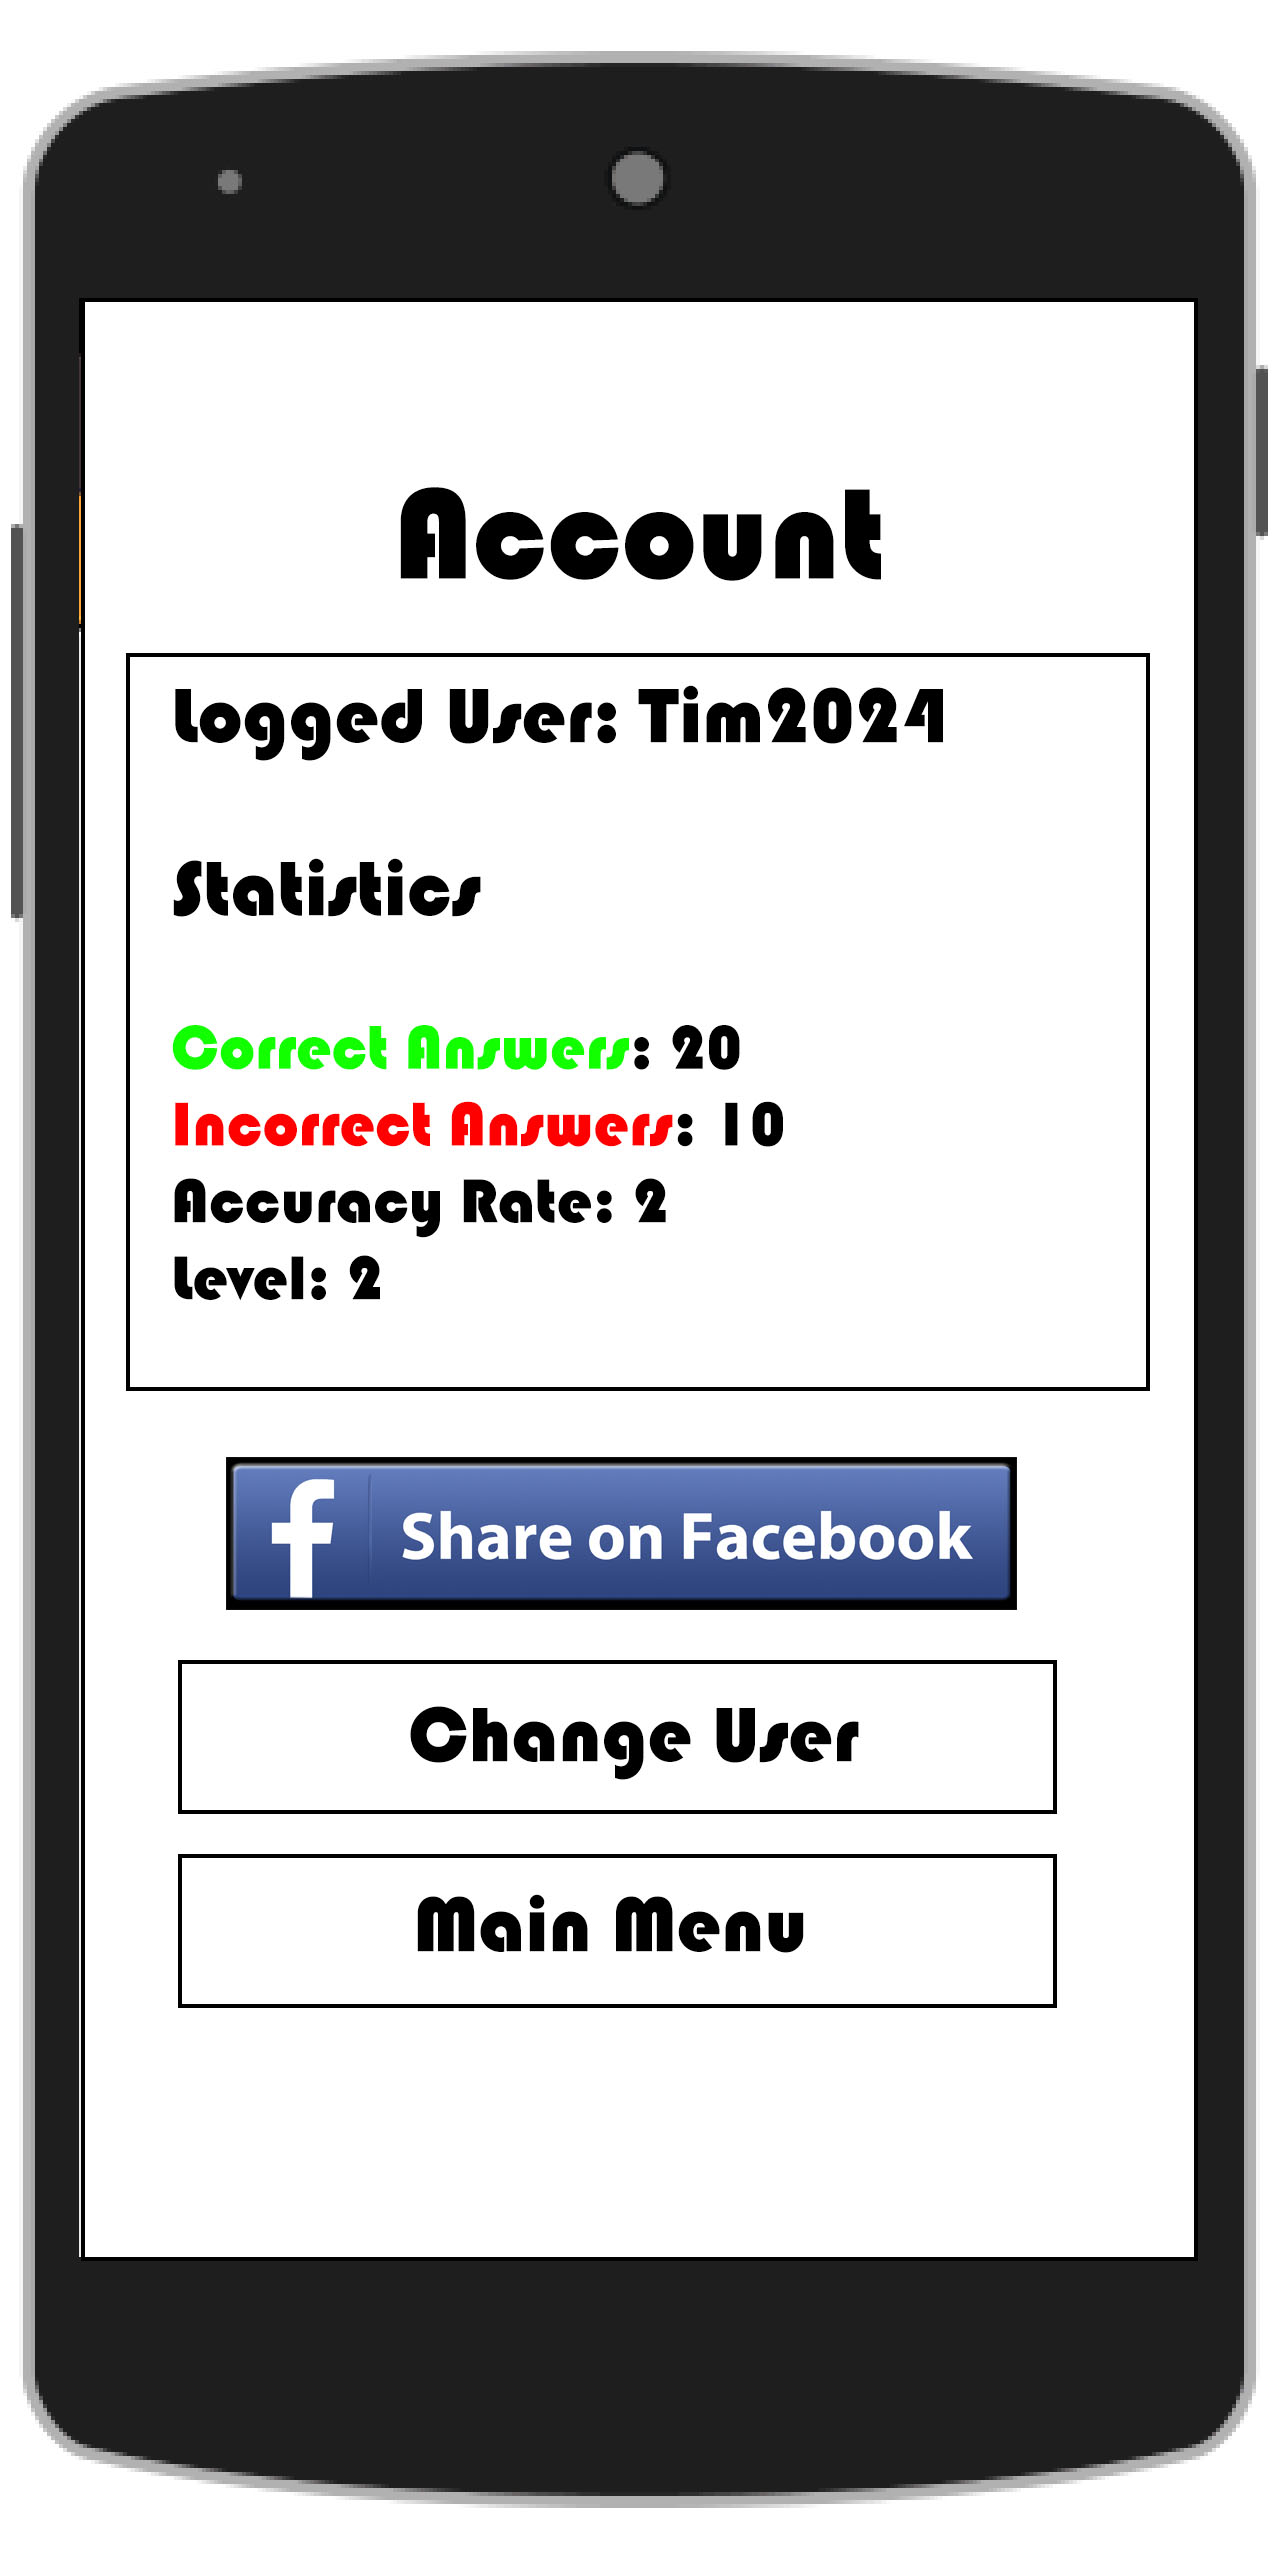 Account
Logged User: Tim2024
Statistics
Correct Answers: 20
Incorrect Answers: 10
Accuracy Rate: 2
Level: 2
f Share on Facebook
Change User
Main Menu